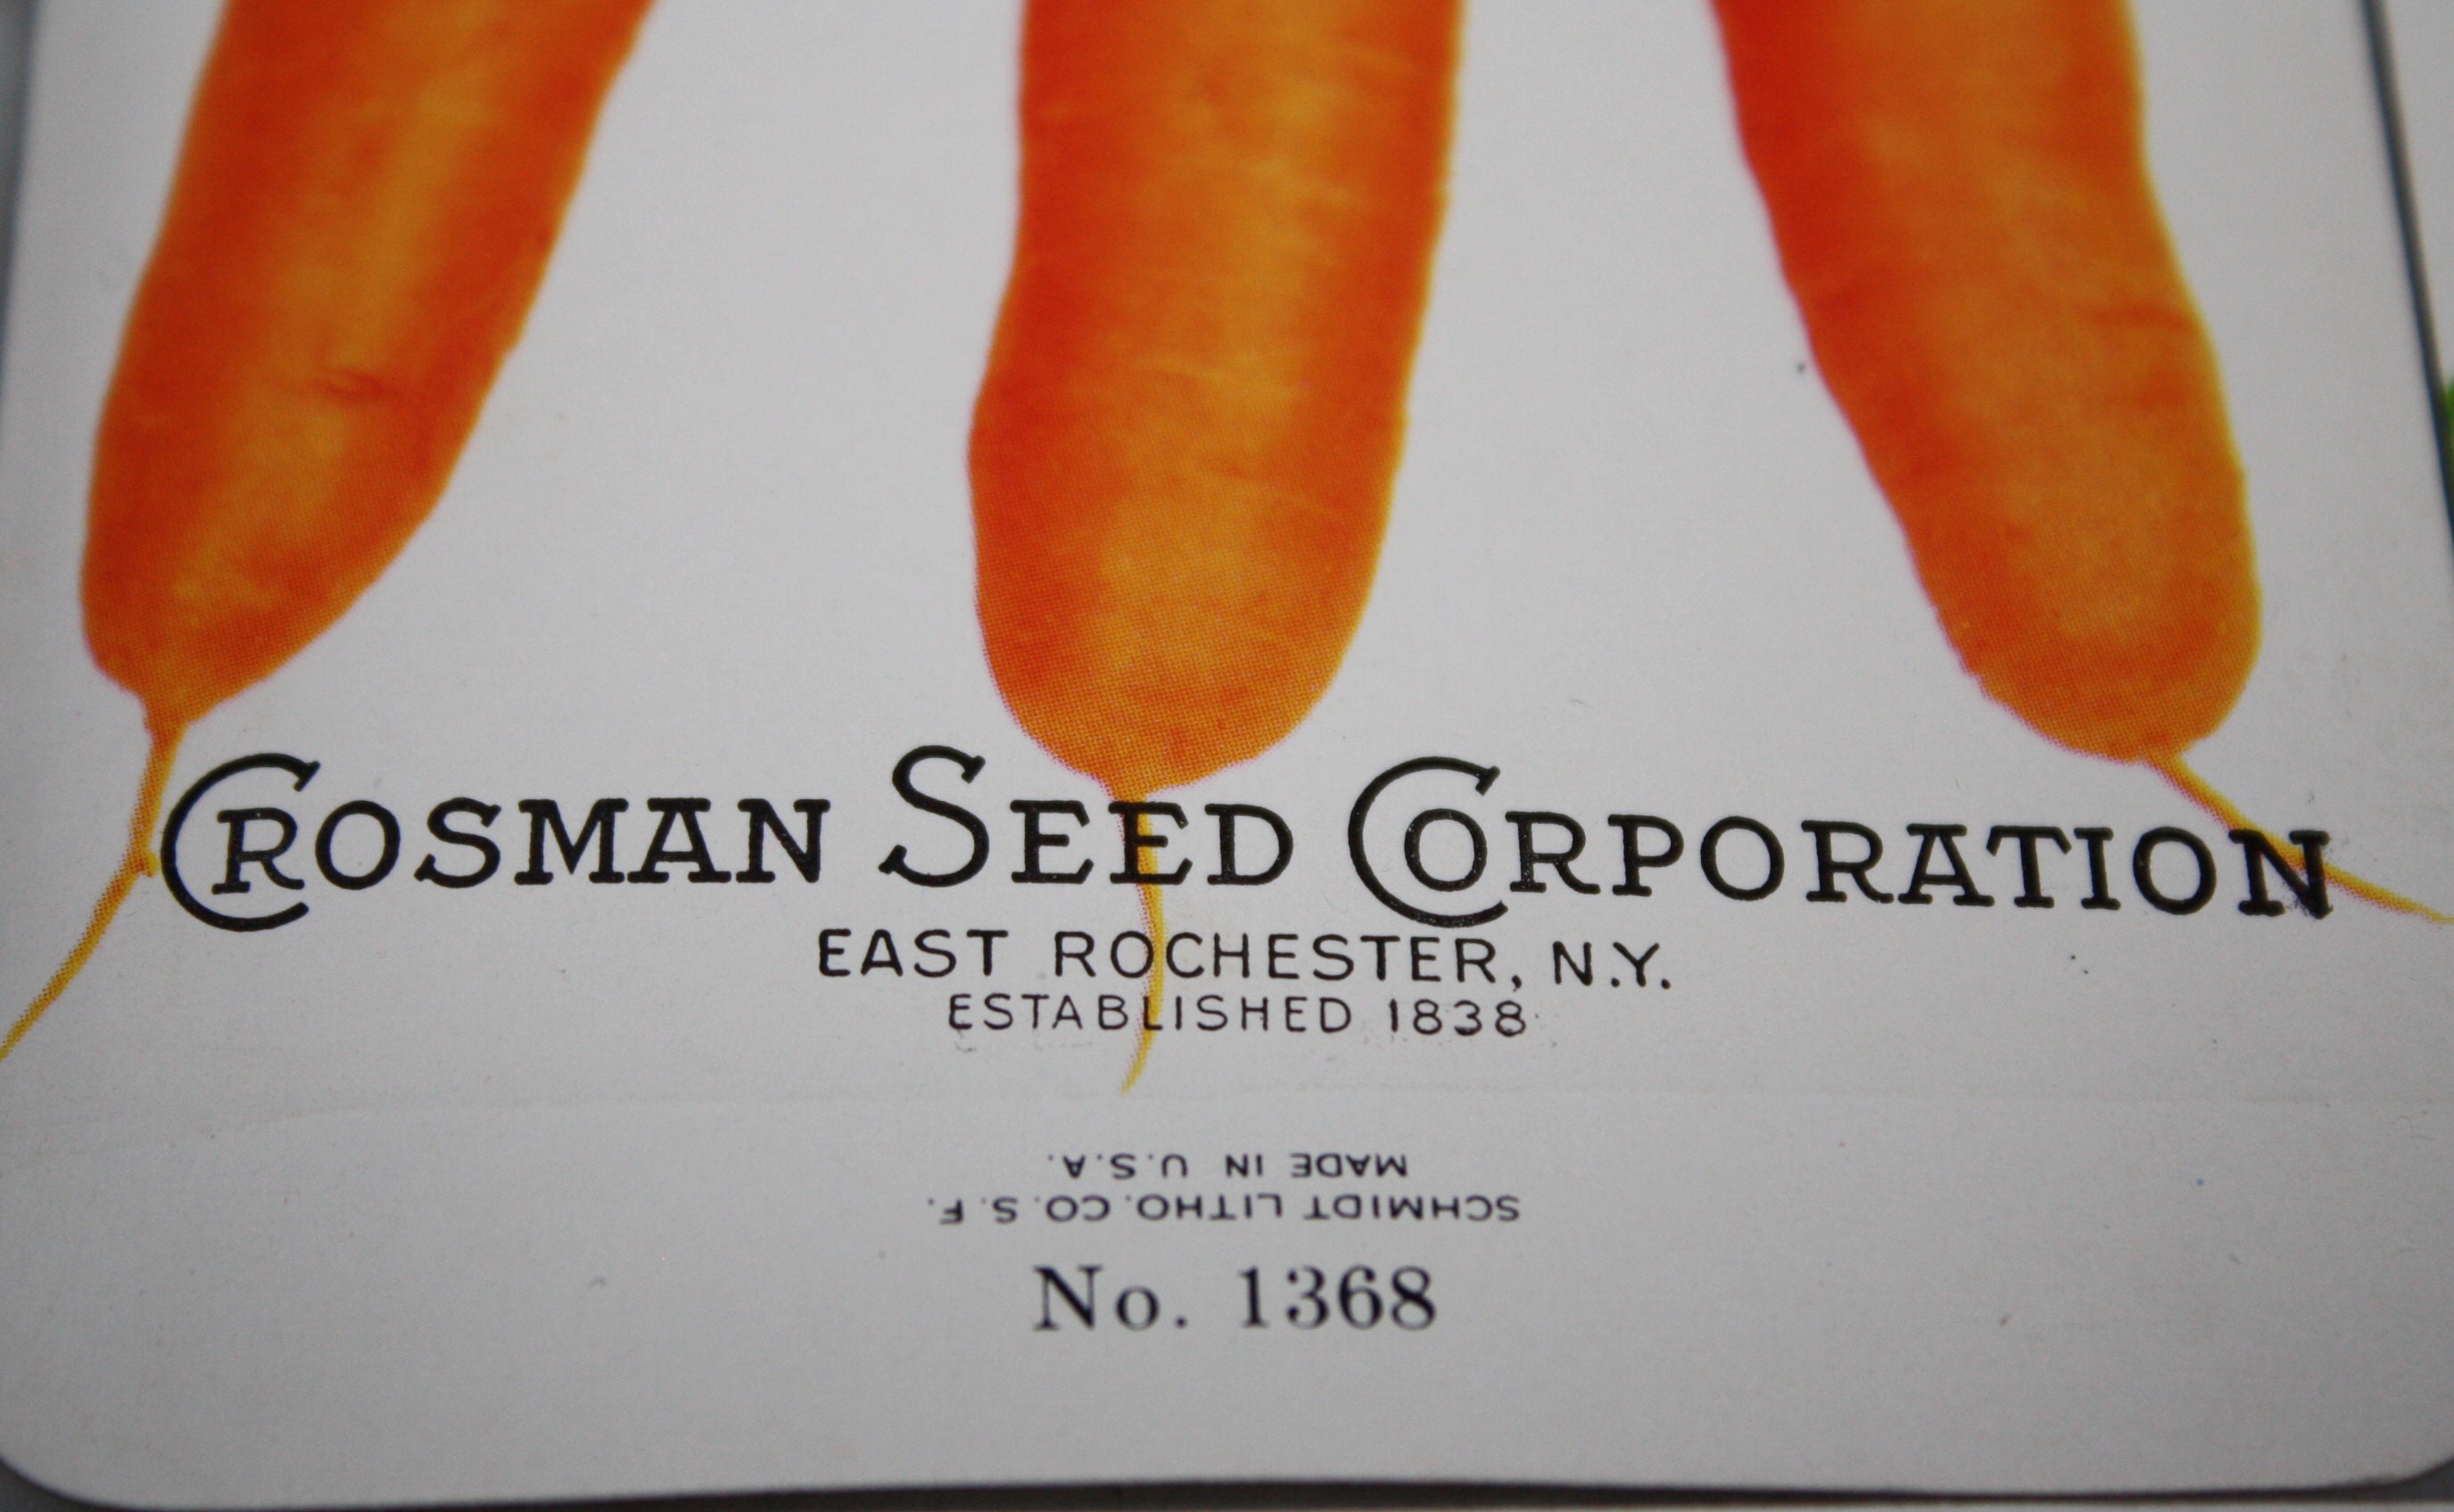 CROSMAN SEED CORPORATION
EAST ROCHESTER, N.Y.
ESTABLISHED 1838
SCHMIDT LITHO. CO. S. F.
MADE IN U.S.A.
No. 1368